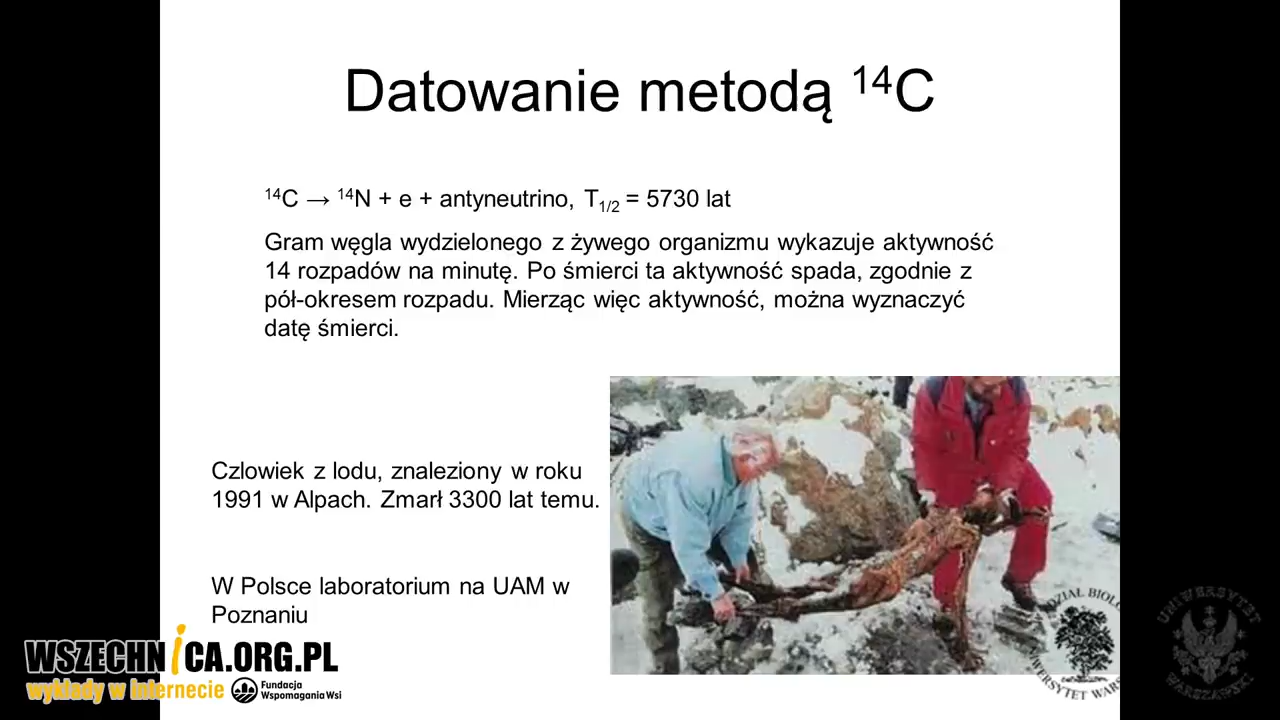 Datowanie metodą ¹⁴C
¹⁴C → ¹⁴N + e + antyneutrino, T₁/₂ = 5730 lat
Gram węgla wydzielonego z żywego organizmu wykazuje aktywność
14 rozpadów na minutę. Po śmierci ta aktywność spada, zgodnie z
pół-okresem rozpadu. Mierząc więc aktywność, można wyznaczyć
datę śmierci.
Czlowiek z lodu, znaleziony w roku
1991 w Alpach. Zmarł 3300 lat temu.
W Polsce laboratorium na UAM w
Poznaniu
WSZECHNICA.ORG.PL
wykłady w Internecie
Fundacja
Wspomagania Wsi
UNIWERSYTET
WARSZAWSKI